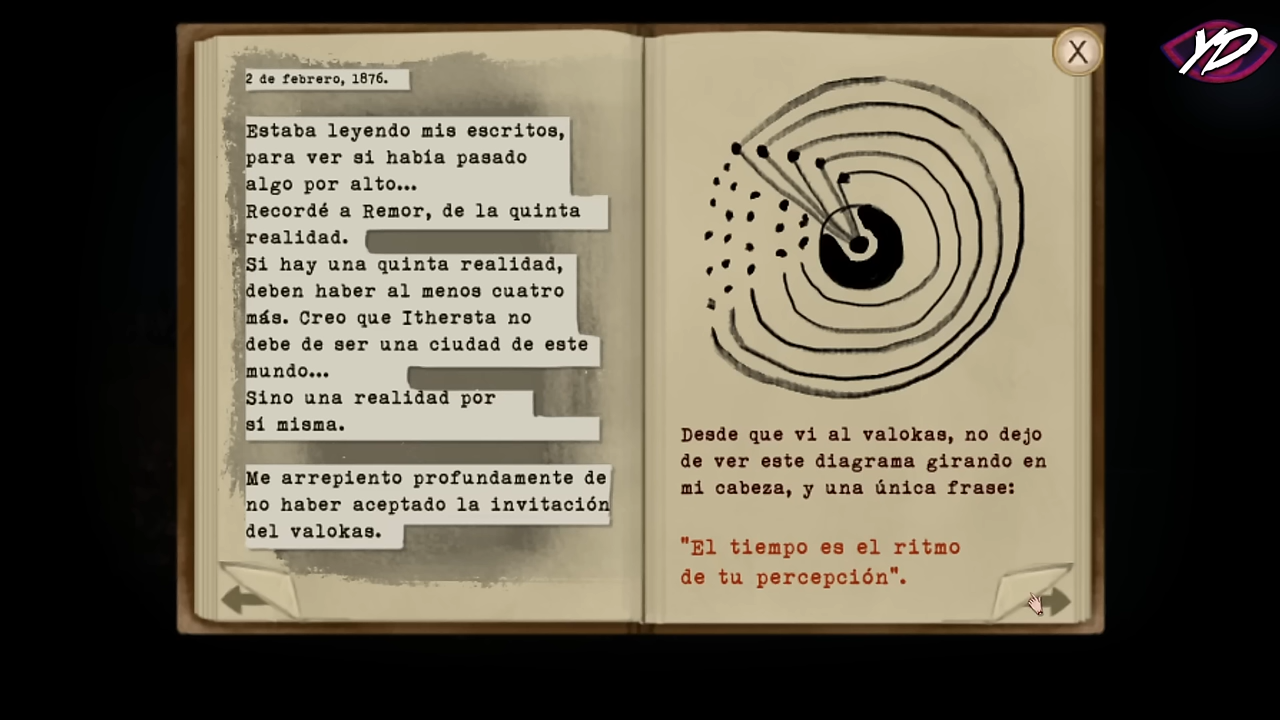 2 de febrero, 1876.
Estaba leyendo mis escritos,
para ver si había pasado
algo por alto...
Recordé a Remor, de la quinta
realidad.
Si hay una quinta realidad,
deben haber al menos cuatro
más. Creo que Ithersta no
debe de ser una ciudad de este
mundo...
Sino una realidad por
sí misma.
Me arrepiento profundamente de
no haber aceptado la invitación
del valokas.
X
YD
Desde que vi al valokas, no dejo
de ver este diagrama girando en
mi cabeza, y una única frase:
"El tiempo es el ritmo
de tu percepción".